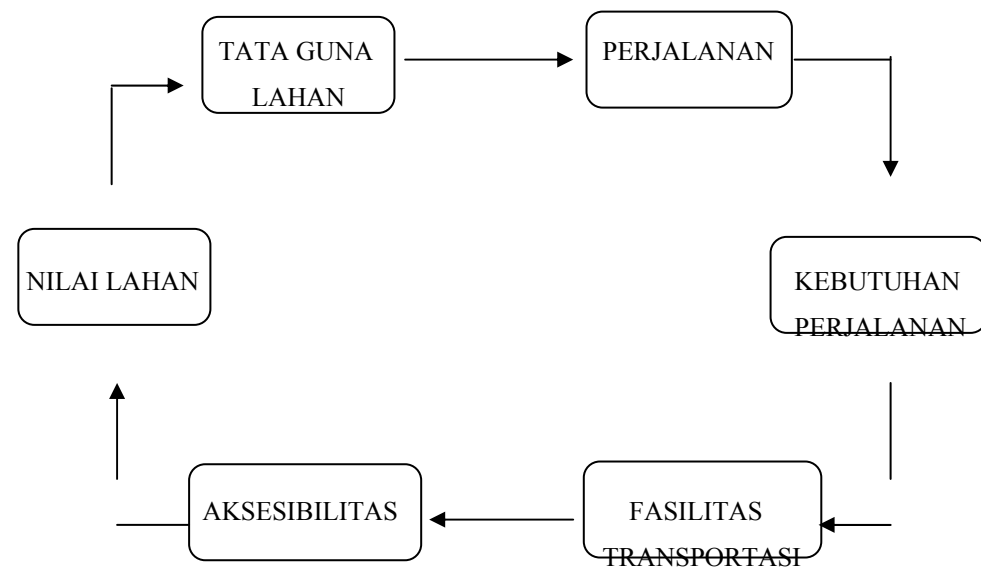 TATA GUNA
LAHAN
PERJALANAN
NILAI LAHAN
KEBUTUHAN
PERJALANAN
AKSESIBILITAS
FASILITAS
TRANSPORTASI